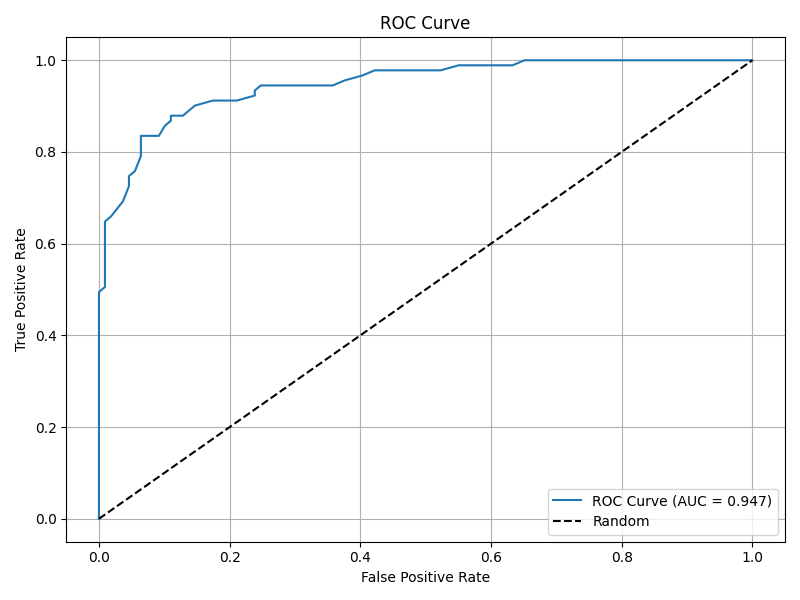 ROC Curve
True Positive Rate
1.0
0.8
0.6
0.4
0.2
0.0
0.0 0.2 0.4 0.6 0.8 1.0
False Positive Rate
ROC Curve (AUC = 0.947)
Random